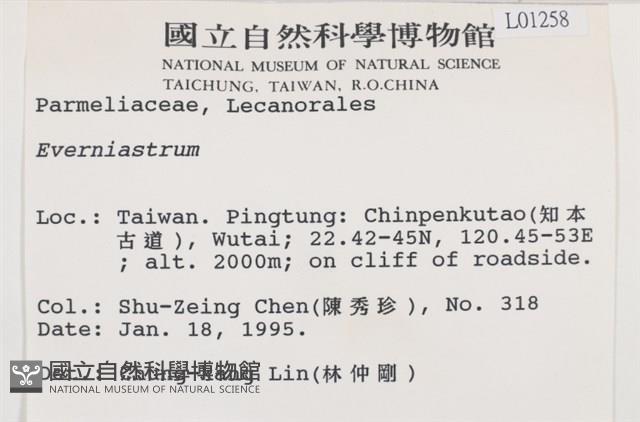 L01258
國立自然科學博物館
NATIONAL MUSEUM OF NATURAL SCIENCE
TAICHUNG, TAIWAN, R.O.CHINA
Parmeliaceae, Lecanorales
Everniastrum
Loc.: Taiwan. Pingtung: Chinpenkutao(知本
古道), Wutai; 22.42-45N, 120.45-53E
; alt. 2000m; on cliff of roadside.
Col.: Shu-Zeing Chen(陳秀珍), No. 318
Date: Jan. 18, 1995.
Lin(林仲剛)
國立自然科學博物館
NATIONAL MUSEUM OF NATURAL SCIENCE